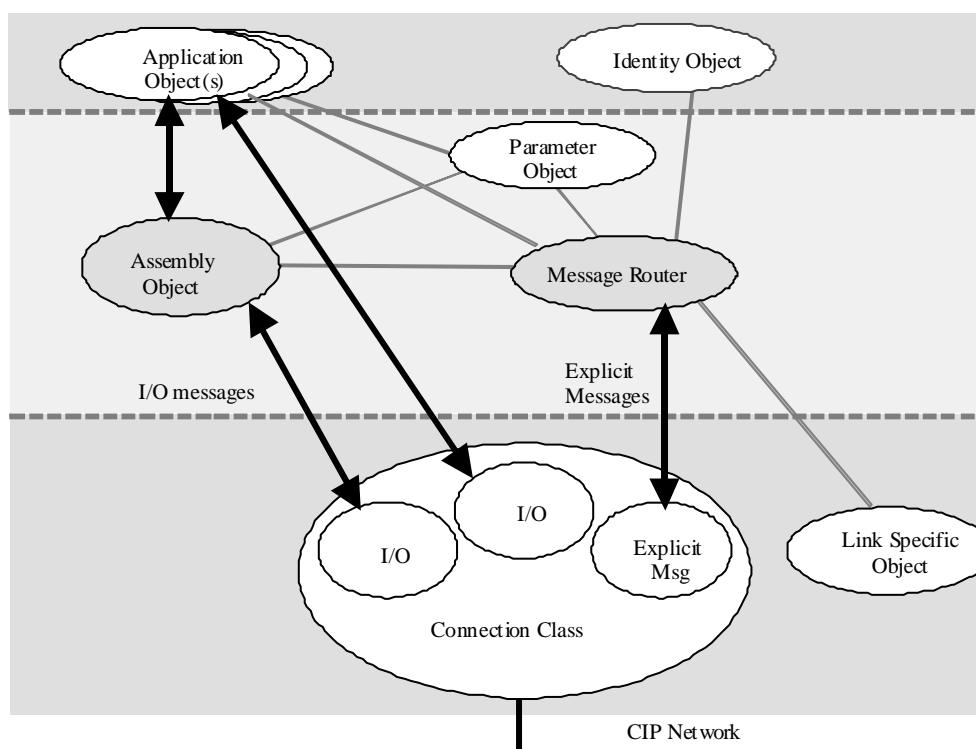 Application
Object(s)
Identity Object
Parameter
Object
Assembly
Object
Message Router
I/O messages
Explicit
Messages
I/O
I/O
Explicit
Msg
Link Specific
Object
Connection Class
CIP Network